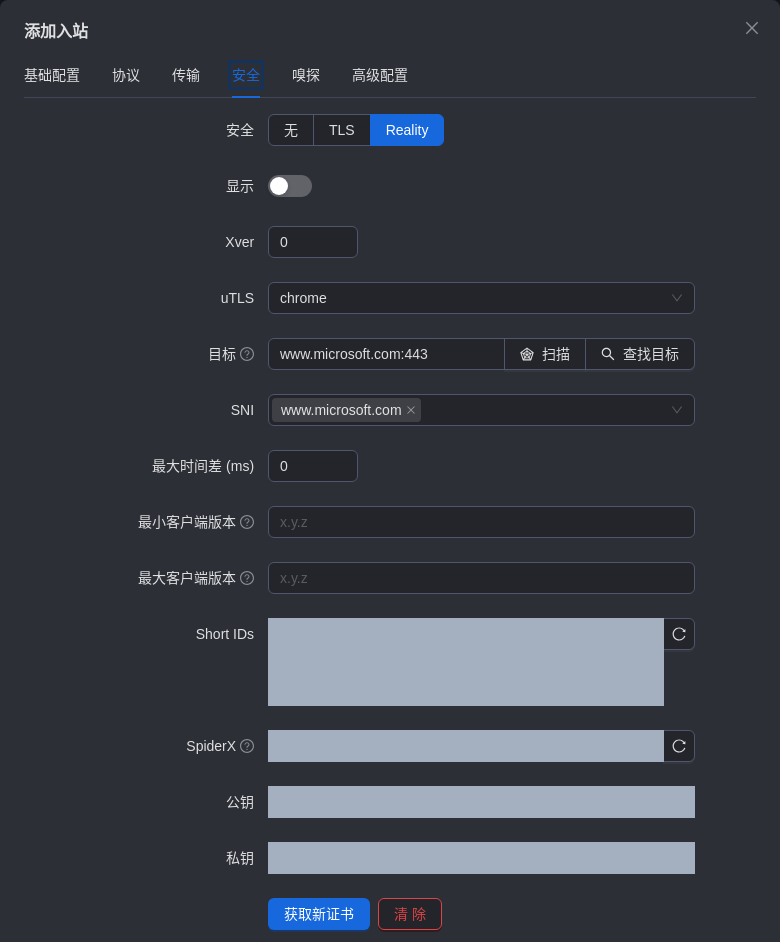 添加入站
基础配置 协议 传输 安全 嗅探 高级配置
安全 无 TLS Reality
显示
Xver 0
uTLS chrome
目标 www.microsoft.com:443 扫描 查找目标
SNI www.microsoft.com
最大时间差 (ms) 0
最小客户端版本 x.y.z
最大客户端版本 x.y.z
Short IDs
SpiderX
公钥
私钥
获取新证书 清 除